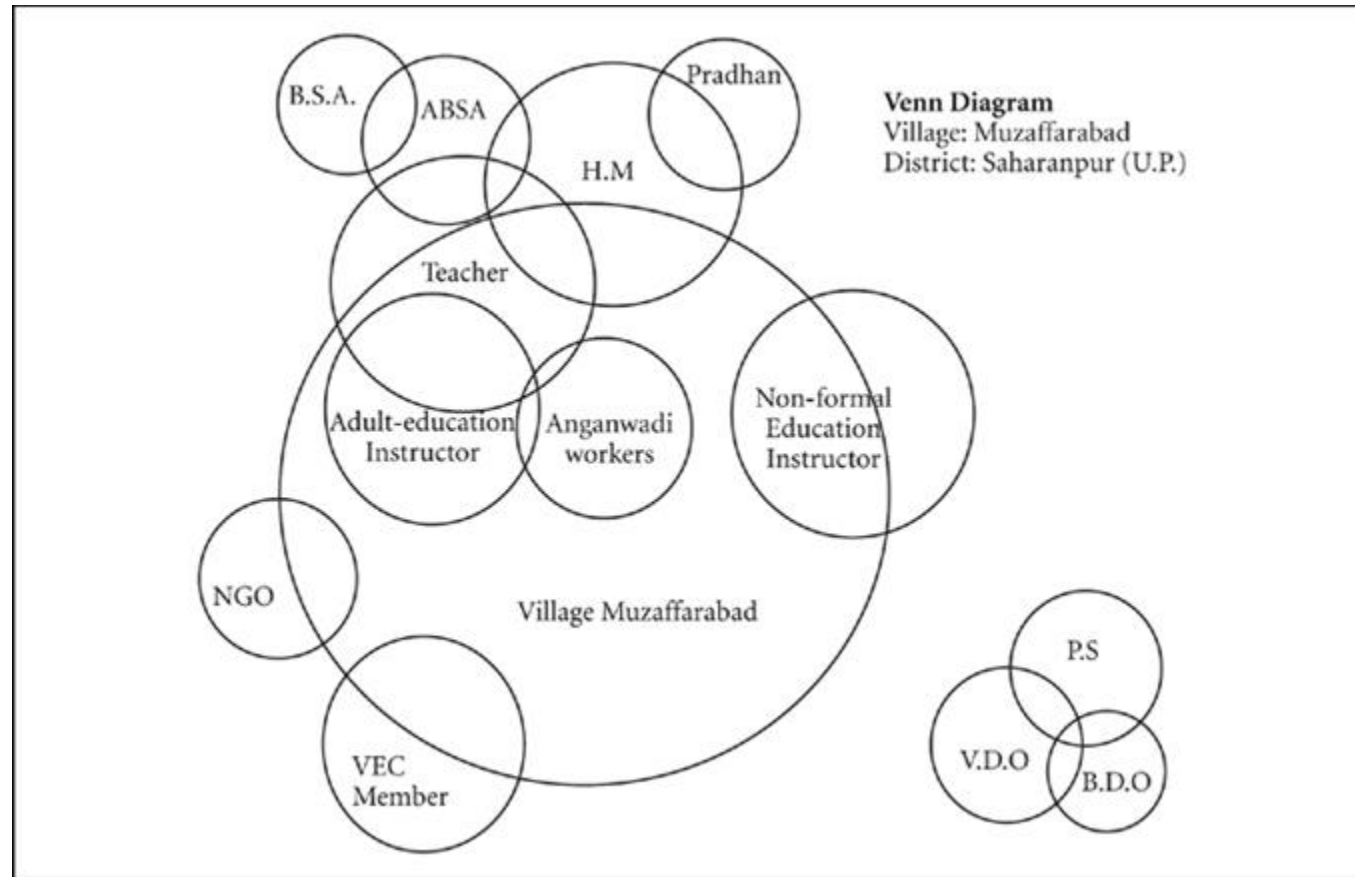 Pradhan
B.S.A.
ABSA
Venn Diagram
Village: Muzaffarabad
District: Saharanpur (U.P.)
H.M
Teacher
Non-formal
Education
Instructor
Adult-education
Instructor
Anganwadi
workers
NGO
Village Muzaffarabad
P.S
V.D.O
B.D.O
VEC
Member